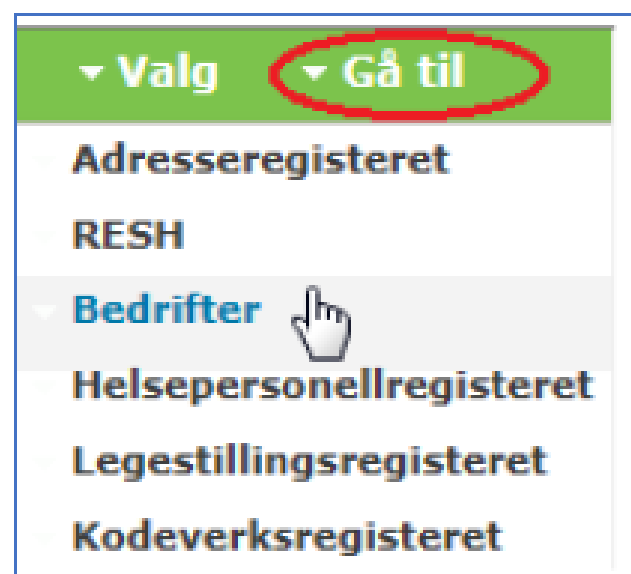 Valg Gå til
Adresseregisteret
RESH
Bedrifter
Helsepersonellregisteret
Legestillingsregisteret
Kodeverksregisteret